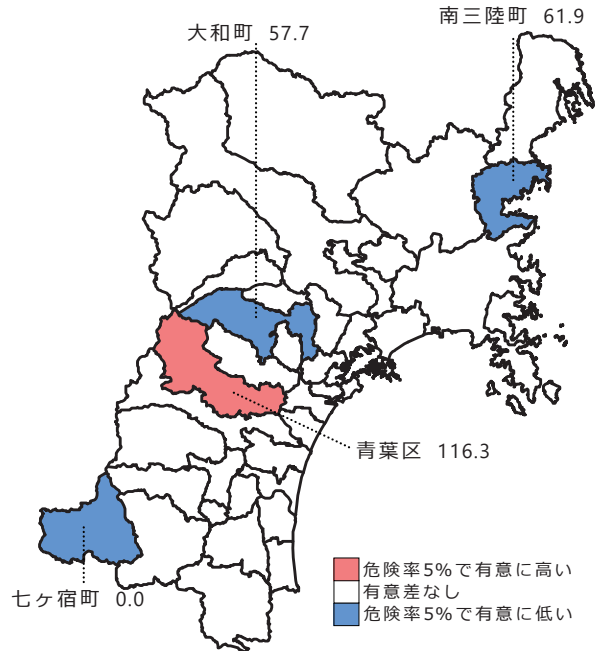 南三陸町 61.9
大和町 57.7
青葉区 116.3
七ヶ宿町 0.0
危険率5%で有意に高い
有意差なし
危険率5%で有意に低い